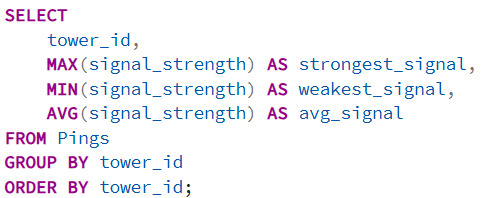 SELECT
    tower_id,
    MAX(signal_strength) AS strongest_signal,
    MIN(signal_strength) AS weakest_signal,
    AVG(signal_strength) AS avg_signal
FROM Pings
GROUP BY tower_id
ORDER BY tower_id;